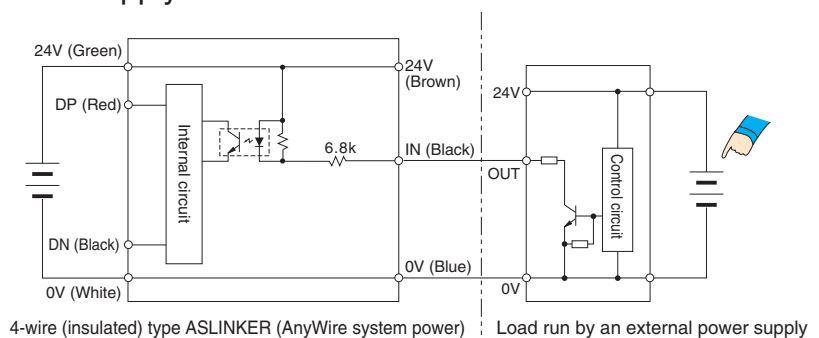 24V (Green)
24V
(Brown)
DP (Red)
24V
Internal circuit
6.8k
IN (Black)
OUT
Control circuit
DN (Black)
0V (Blue)
0V (White)
0V
4-wire (insulated) type ASLINKER (AnyWire system power)
Load run by an external power supply